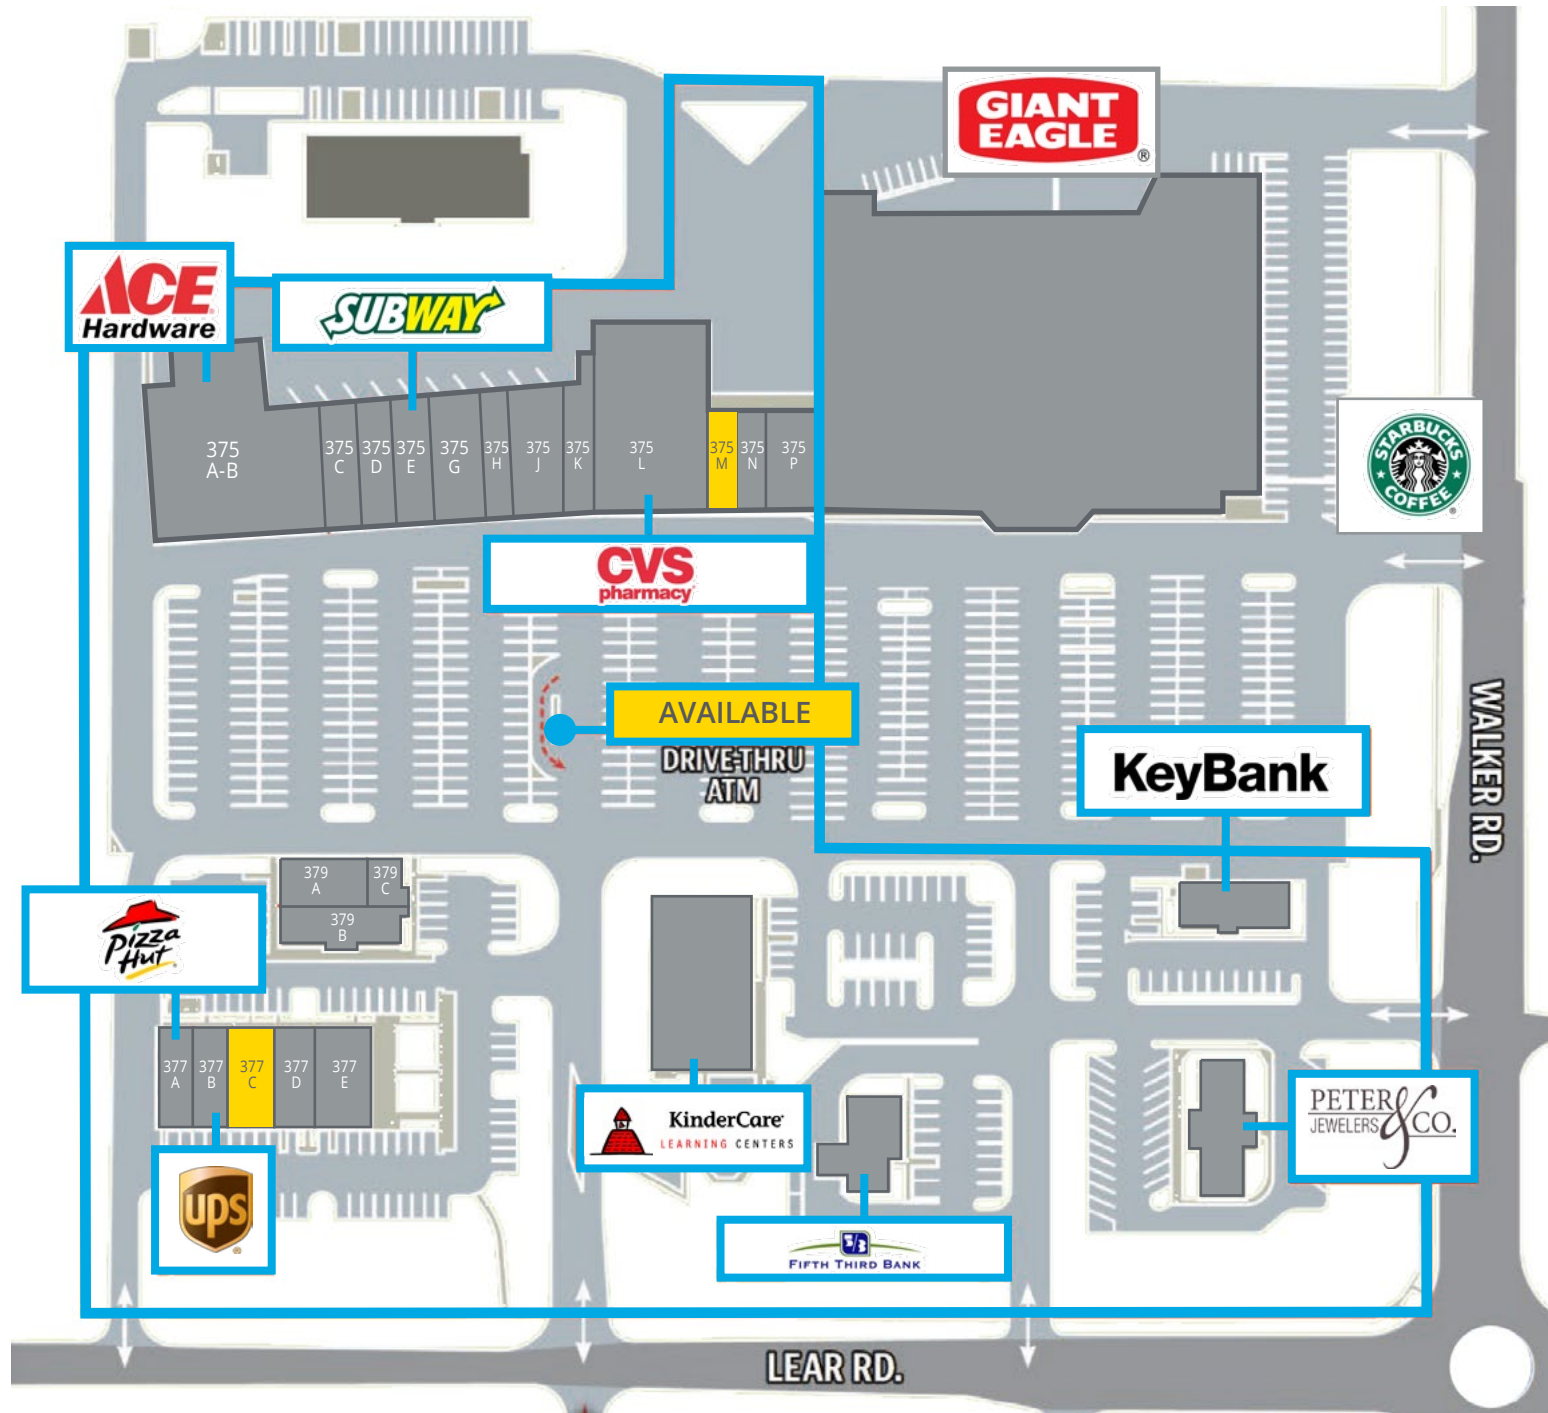 GIANT
EAGLE
®
ACE
Hardware
SUBWAY
STARBUCKS
COFFEE
®
375
A-B
375
C
375
D
375
E
375
G
375
H
375
J
375
K
375
L
375
M
375
N
375
P
CVS
pharmacy
AVAILABLE
DRIVE-THRU
ATM
KeyBank
WALKER RD.
379
A
379
C
379
B
Pizza
Hut
377
A
377
B
377
C
377
D
377
E
KinderCare
LEARNING CENTERS
PETER & CO.
JEWELERS
ups
®
FIFTH THIRD BANK
LEAR RD.